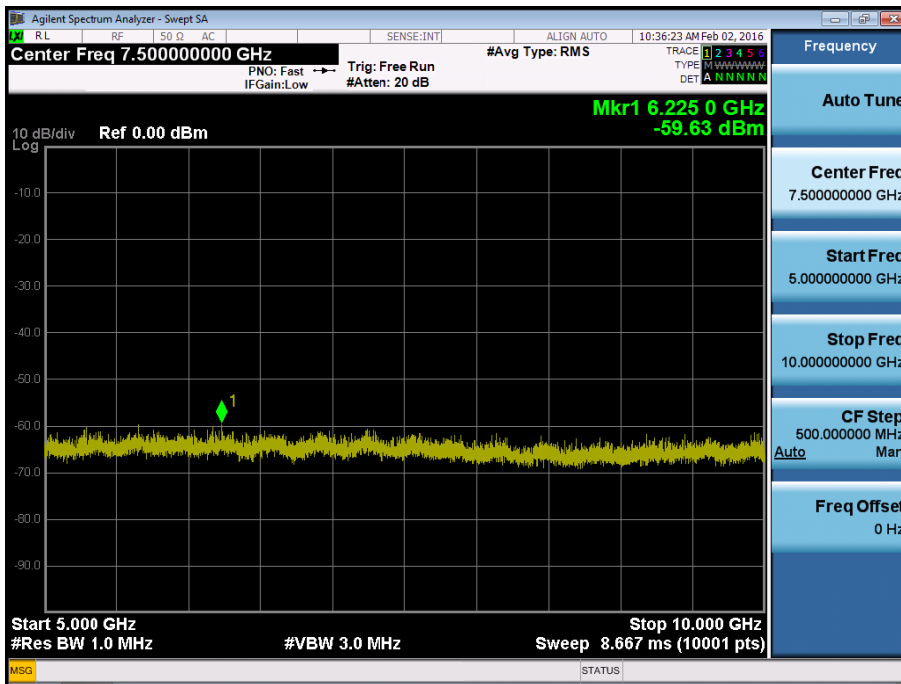 Agilent Spectrum Analyzer - Swept SA
LXI RL RF 50 Ω AC SENSE:INT ALIGN AUTO 10:36:23 AM Feb 02, 2016
Center Freq 7.500000000 GHz
#Avg Type: RMS
TRACE 1 2 3 4 5 6
PNO: Fast
Trig: Free Run
TYPE M WWWWW
IFGain:Low
#Atten: 20 dB
DET A N N N N N
Mkr1 6.225 0 GHz
-59.63 dBm
10 dB/div Ref 0.00 dBm
Log
-10.0
-20.0
-30.0
-40.0
-50.0
1
-60.0
-70.0
-80.0
-90.0
Start 5.000 GHz Stop 10.000 GHz
#Res BW 1.0 MHz #VBW 3.0 MHz Sweep 8.667 ms (10001 pts)
MSG STATUS
Frequency
Auto Tune
Center Freq
7.500000000 GHz
Start Freq
5.000000000 GHz
Stop Freq
10.000000000 GHz
CF Step
500.000000 MHz
Auto Man
Freq Offset
0 Hz